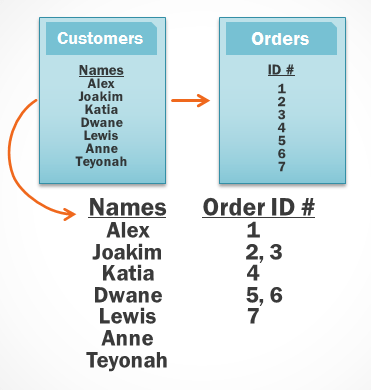 Customers
Names
Alex
Joakim
Katia
Dwane
Lewis
Anne
Teyonah
Orders
ID #
1
2
3
4
5
6
7
Names Order ID #
Alex 1
Joakim 2, 3
Katia 4
Dwane 5, 6
Lewis 7
Anne
Teyonah